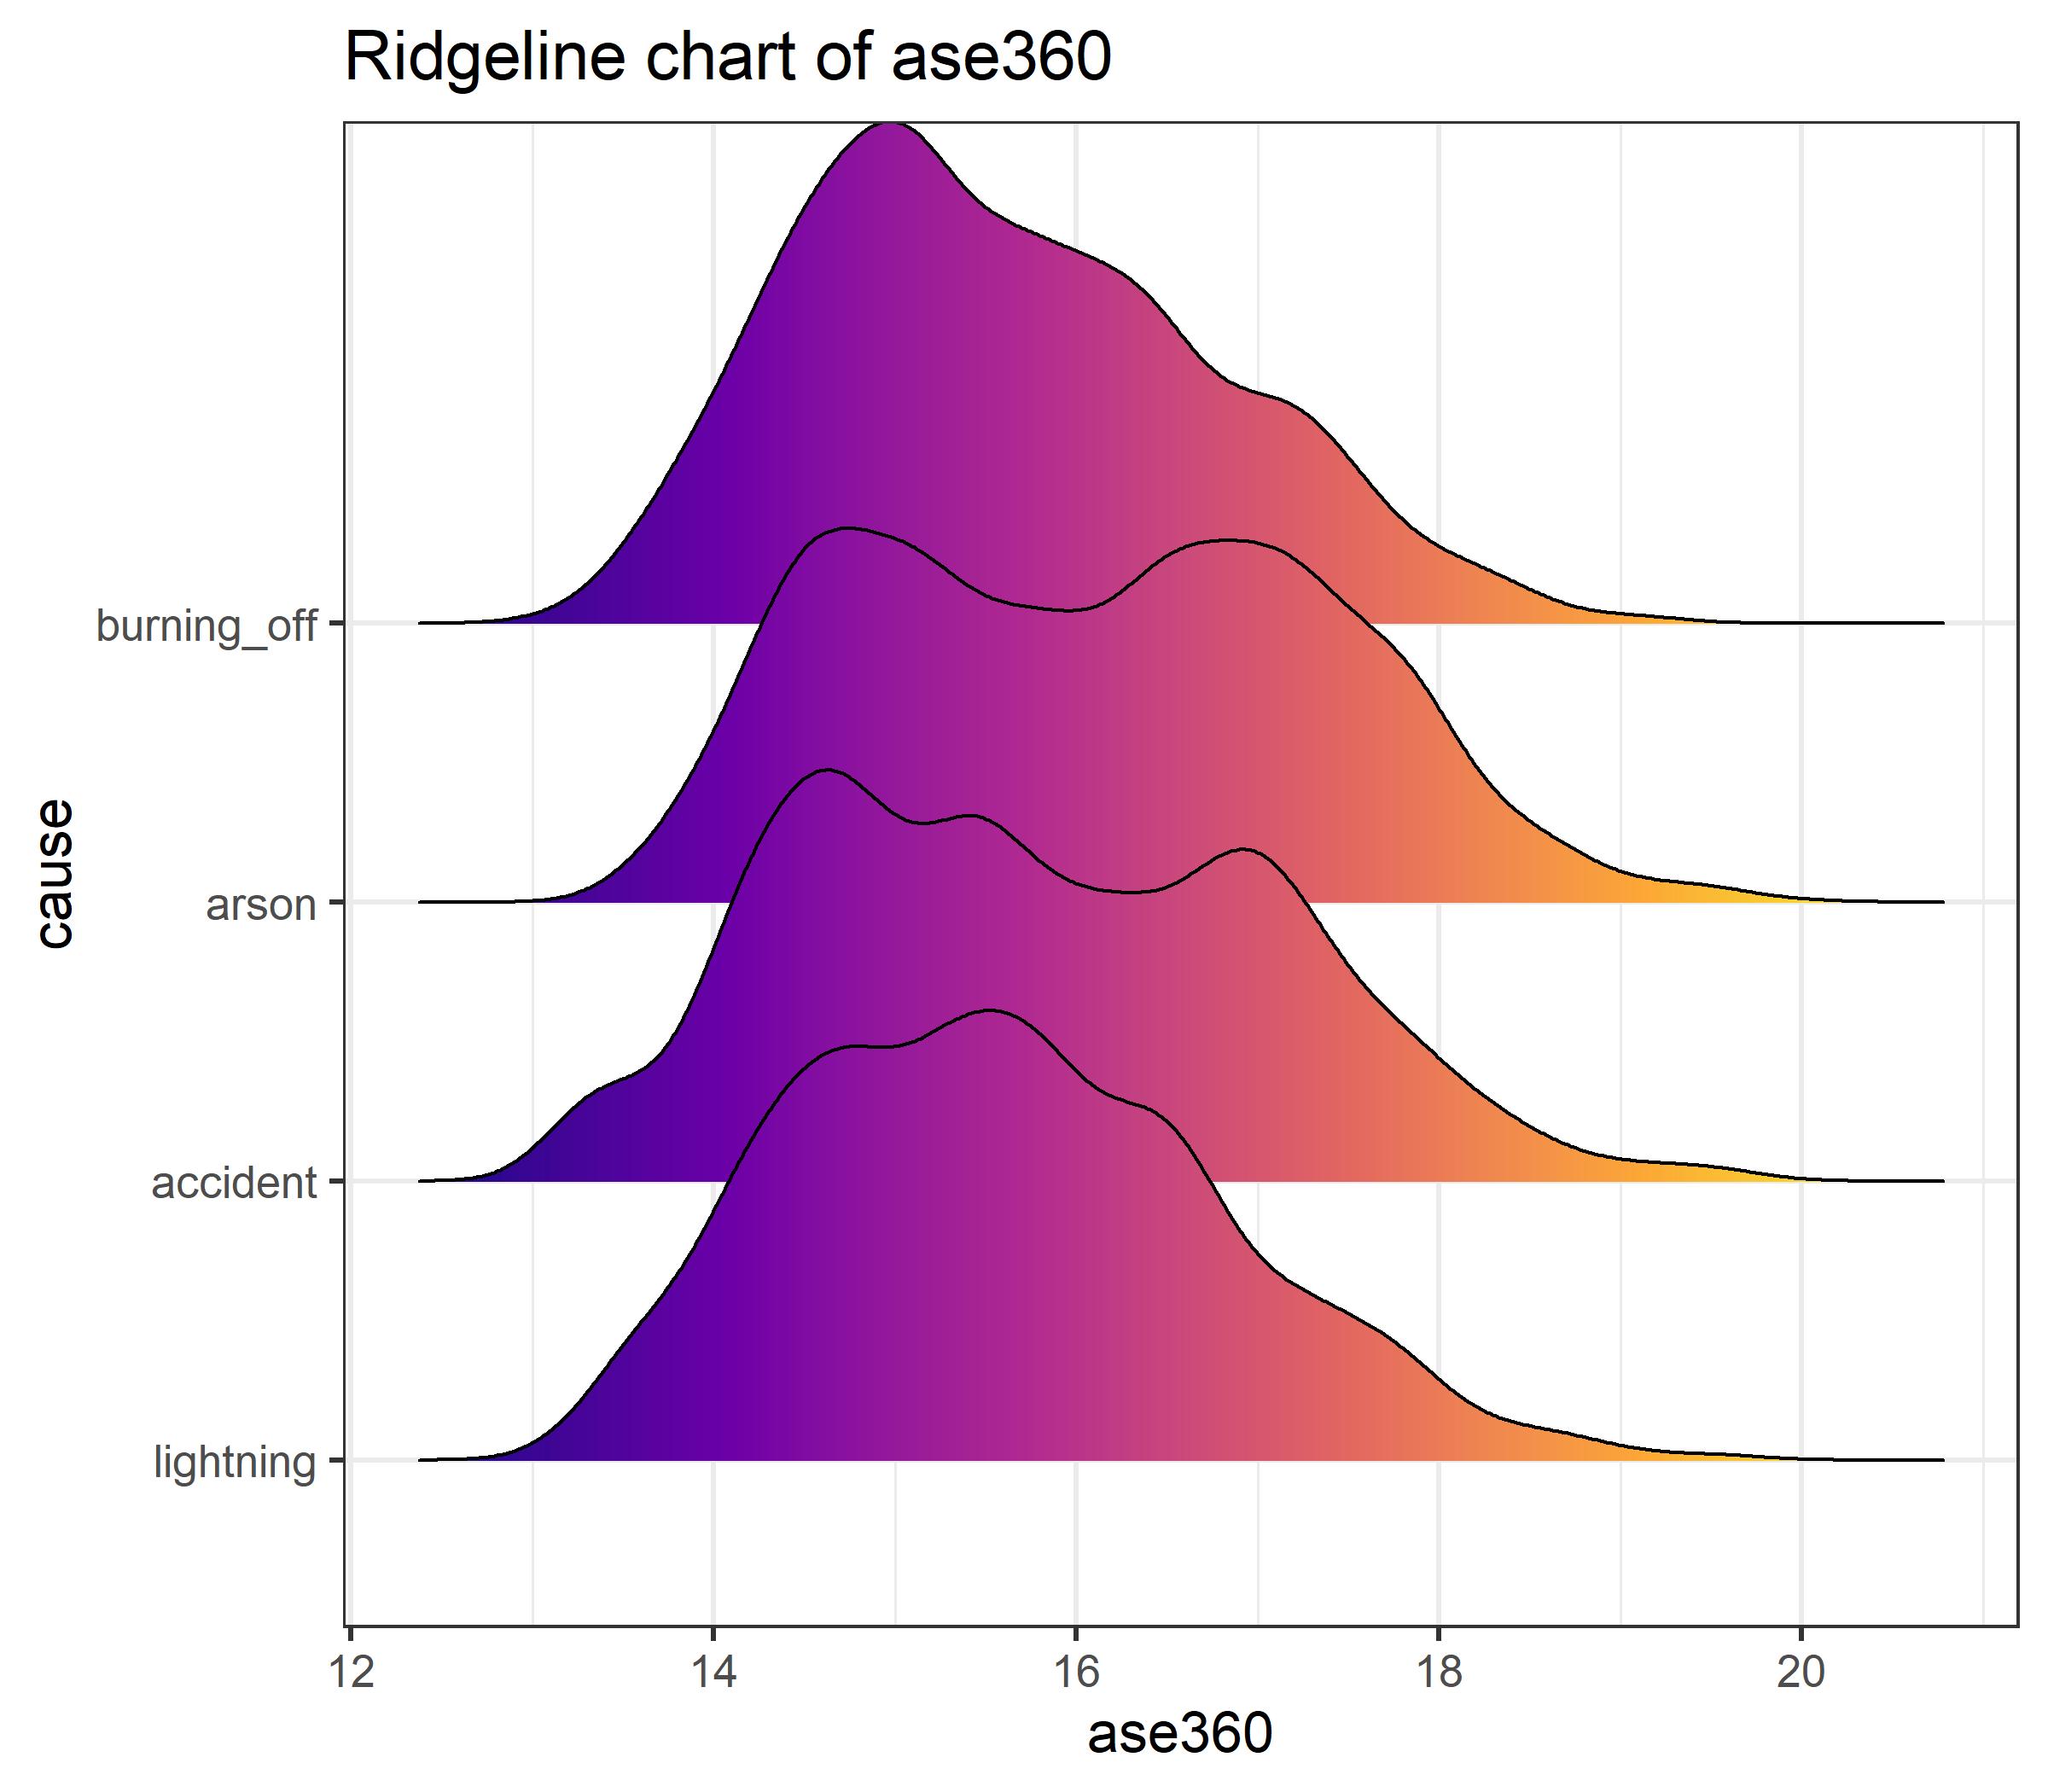 Ridgeline chart of ase360
cause
burning_off
arson
accident
lightning
12 14 16 18 20
ase360